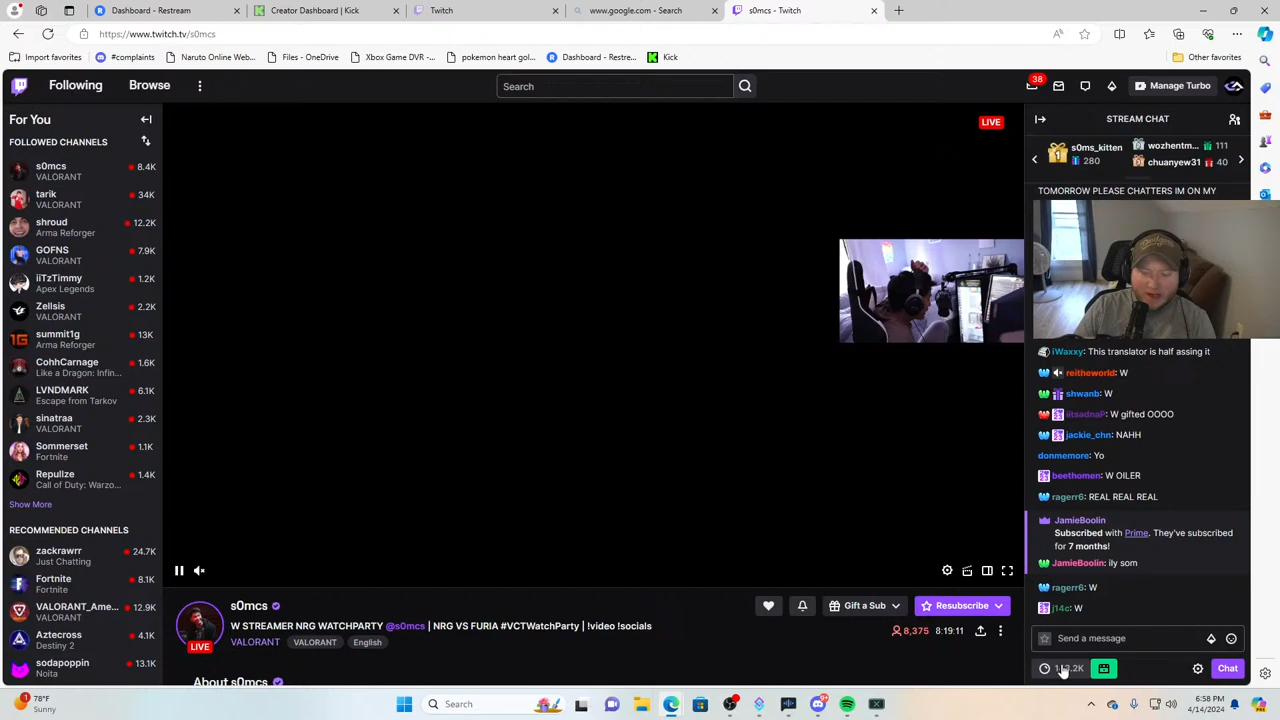 Dashboard - Restream
Creator Dashboard | Kick
Twitch
www.google.com - Search
s0mcs - Twitch
https://www.twitch.tv/s0mcs
Import favorites
#complaints
Naruto Online Web...
Files - OneDrive
Xbox Game DVR -...
pokemon heart gol...
Dashboard - Restre...
Kick
Other favorites
Following
Browse
Search
38
Manage Turbo
For You
FOLLOWED CHANNELS
s0mcs
8.4K
VALORANT
tarik
34K
VALORANT
shroud
12.2K
Arma Reforger
GOFNS
7.9K
VALORANT
iiTzTimmy
1.2K
Apex Legends
Zellsis
2.2K
VALORANT
summit1g
13K
Arma Reforger
CohhCarnage
1.6K
Like a Dragon: Infin...
LVNDMARK
6.1K
Escape from Tarkov
sinatraa
2.3K
VALORANT
Sommerset
1.1K
Fortnite
Repullze
1.4K
Call of Duty: Warzo...
Show More
RECOMMENDED CHANNELS
zackrawrr
24.7K
Just Chatting
Fortnite
8.1K
Fortnite
VALORANT_Ame...
12.9K
VALORANT
Aztecross
4.1K
Destiny 2
sodapoppin
13.1K
Noita
LIVE
s0mcs
W STREAMER NRG WATCHPARTY @s0mcs | NRG VS FURIA #VCTWatchParty | !video !socials
VALORANT
VALORANT
English
LIVE
Gift a Sub
Resubscribe
8,375
8:19:11
About s0mcs
STREAM CHAT
1
s0ms_kitten
280
wozhentm...
111
chuanyew31
40
TOMORROW PLEASE CHATTERS IM ON MY
iWaxxy: This translator is half assing it
reitheworld: W
shwanb: W
iitsadnaP: W gifted OOOO
jackie_chn: NAHH
donmemore: Yo
beethomen: W OILER
ragerr6: REAL REAL REAL
JamieBoolin
Subscribed with Prime. They've subscribed
for 7 months!
JamieBoolin: ily som
ragerr6: W
j14c: W
Send a message
Chat
78°F
Sunny
Search
6:58 PM
4/14/2024